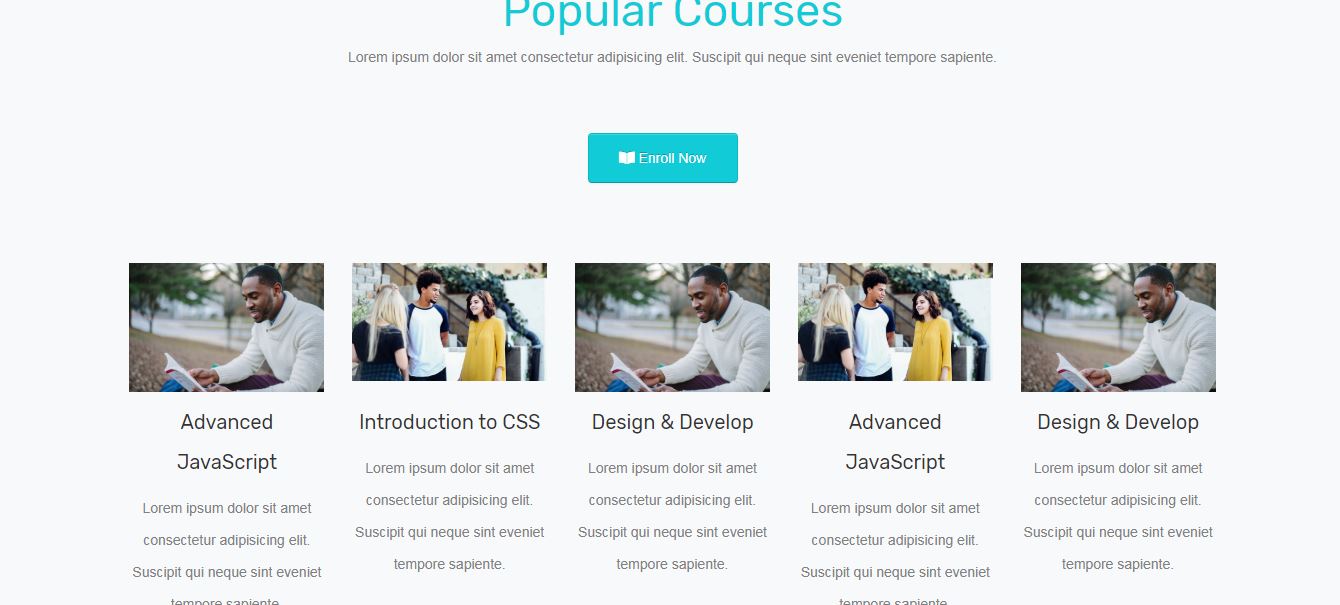 Popular Courses
Lorem ipsum dolor sit amet consectetur adipisicing elit. Suscipit qui neque sint eveniet tempore sapiente.
Enroll Now
Advanced
JavaScript
Lorem ipsum dolor sit amet
consectetur adipisicing elit.
Suscipit qui neque sint eveniet
tempore sapiente.
Introduction to CSS
Lorem ipsum dolor sit amet
consectetur adipisicing elit.
Suscipit qui neque sint eveniet
tempore sapiente.
Design & Develop
Lorem ipsum dolor sit amet
consectetur adipisicing elit.
Suscipit qui neque sint eveniet
tempore sapiente.
Advanced
JavaScript
Lorem ipsum dolor sit amet
consectetur adipisicing elit.
Suscipit qui neque sint eveniet
tempore sapiente.
Design & Develop
Lorem ipsum dolor sit amet
consectetur adipisicing elit.
Suscipit qui neque sint eveniet
tempore sapiente.